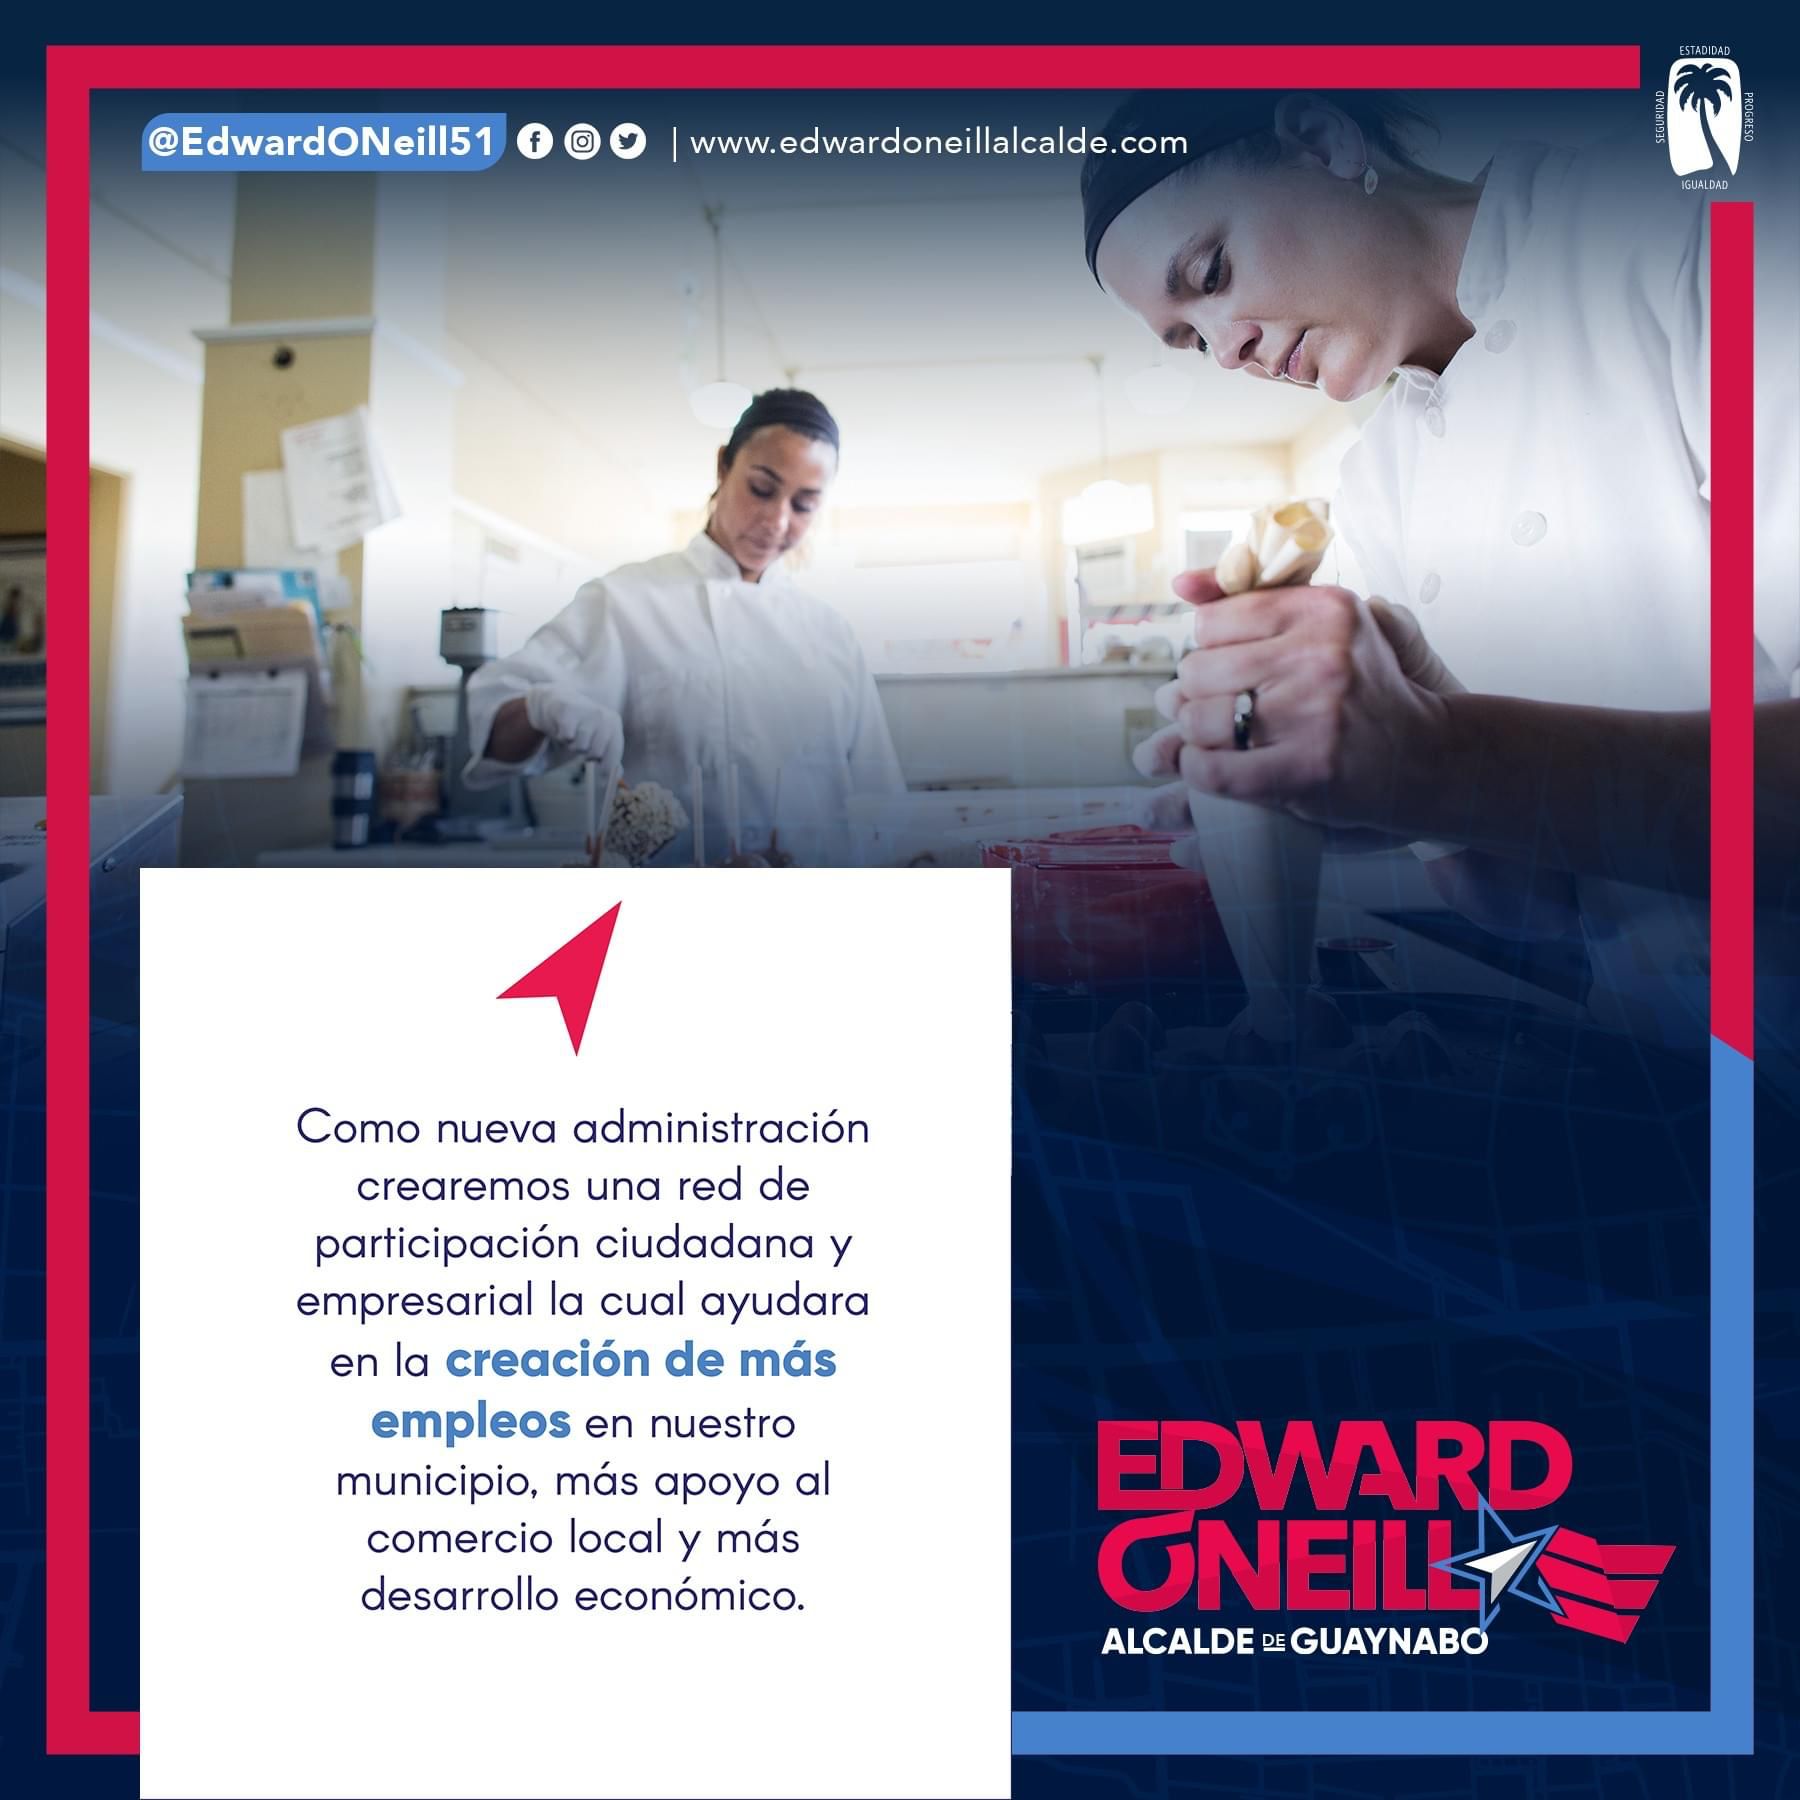 ESTADIDAD
SEGURIDAD
PROGRESO
IGUALDAD
@EdwardONeill51 | www.edwardoneillalcalde.com
Como nueva administración
crearemos una red de
participación ciudadana y
empresarial la cual ayudara
en la creación de más
empleos en nuestro
municipio, más apoyo al
comercio local y más
desarrollo económico.
EDWARD
ONEILL
ALCALDE DE GUAYNABO